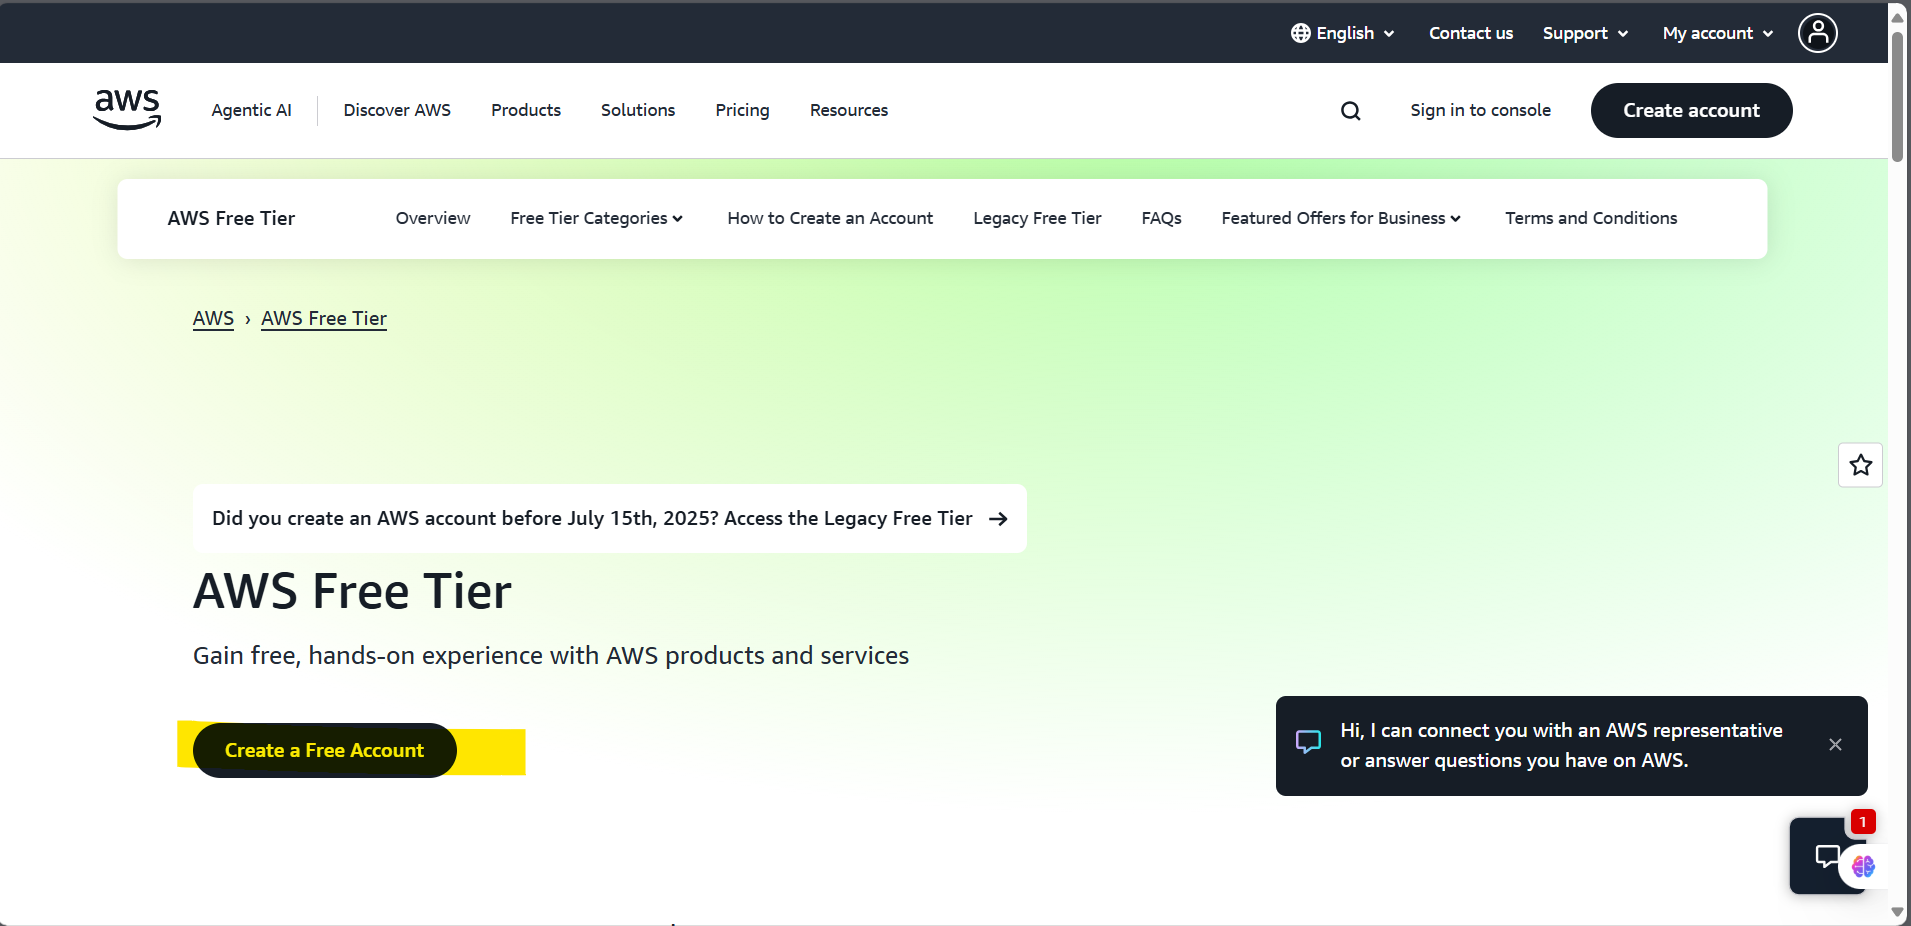 English
Contact us
Support
My account
aws
Agentic AI
Discover AWS
Products
Solutions
Pricing
Resources
Sign in to console
Create account
AWS Free Tier
Overview
Free Tier Categories
How to Create an Account
Legacy Free Tier
FAQs
Featured Offers for Business
Terms and Conditions
AWS › AWS Free Tier
Did you create an AWS account before July 15th, 2025? Access the Legacy Free Tier →
AWS Free Tier
Gain free, hands-on experience with AWS products and services
Create a Free Account
Hi, I can connect you with an AWS representative
or answer questions you have on AWS.
1